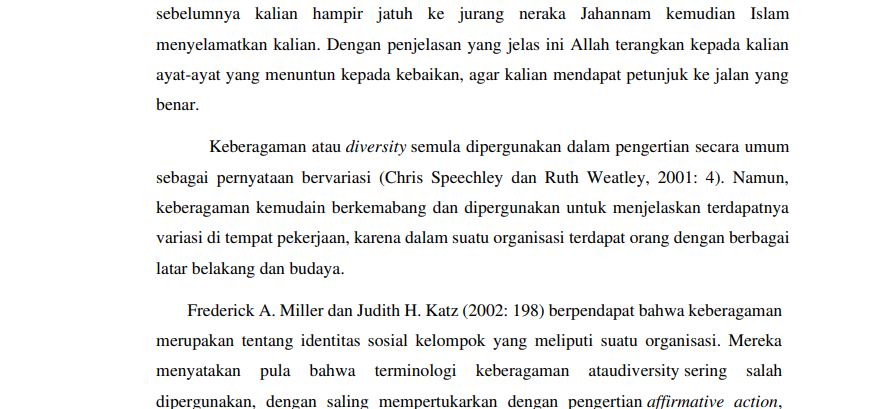 sebelumnya kalian hampir jatuh ke jurang neraka Jahannam kemudian Islam
menyelamatkan kalian. Dengan penjelasan yang jelas ini Allah terangkan kepada kalian
ayat-ayat yang menuntun kepada kebaikan, agar kalian mendapat petunjuk ke jalan yang
benar.
Keberagaman atau diversity semula dipergunakan dalam pengertian secara umum
sebagai pernyataan bervariasi (Chris Speechley dan Ruth Weatley, 2001: 4). Namun,
keberagaman kemudain berkemabang dan dipergunakan untuk menjelaskan terdapatnya
variasi di tempat pekerjaan, karena dalam suatu organisasi terdapat orang dengan berbagai
latar belakang dan budaya.
Frederick A. Miller dan Judith H. Katz (2002: 198) berpendapat bahwa keberagaman
merupakan tentang identitas sosial kelompok yang meliputi suatu organisasi. Mereka
menyatakan pula bahwa terminologi keberagaman ataudiversity sering salah
dipergunakan, dengan saling mempertukarkan dengan pengertian affirmative action,